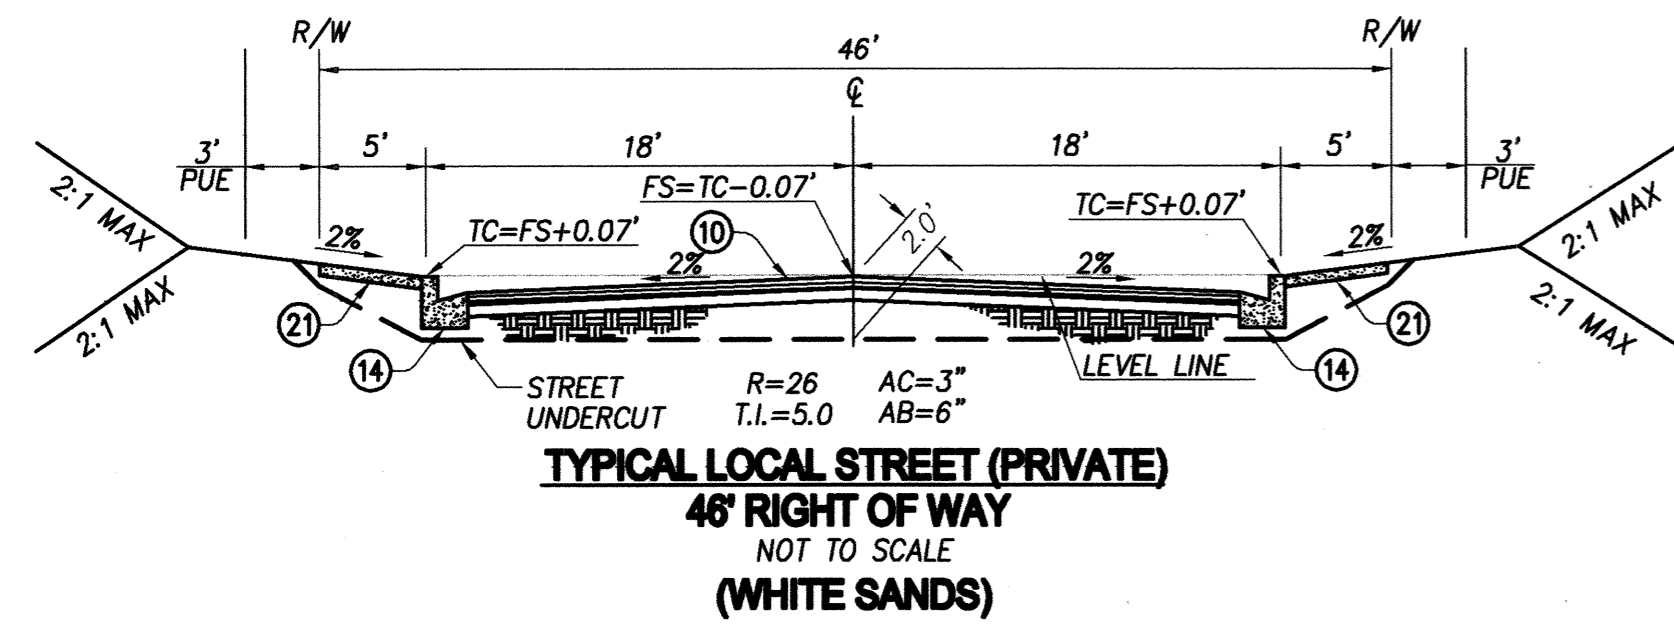 R/W
46'
R/W
℄
3'
PUE
5'
18'
18'
5'
3'
PUE
2:1 MAX
FS=TC-0.07'
TC=FS+0.07'
2:1 MAX
2%
TC=FS+0.07'
10
2.0'
2%
2%
2%
2:1 MAX
21
21
2:1 MAX
14
14
LEVEL LINE
STREET
UNDERCUT
R=26
AC=3"
T.I.=5.0
AB=6"
TYPICAL LOCAL STREET (PRIVATE)
46' RIGHT OF WAY
NOT TO SCALE
(WHITE SANDS)